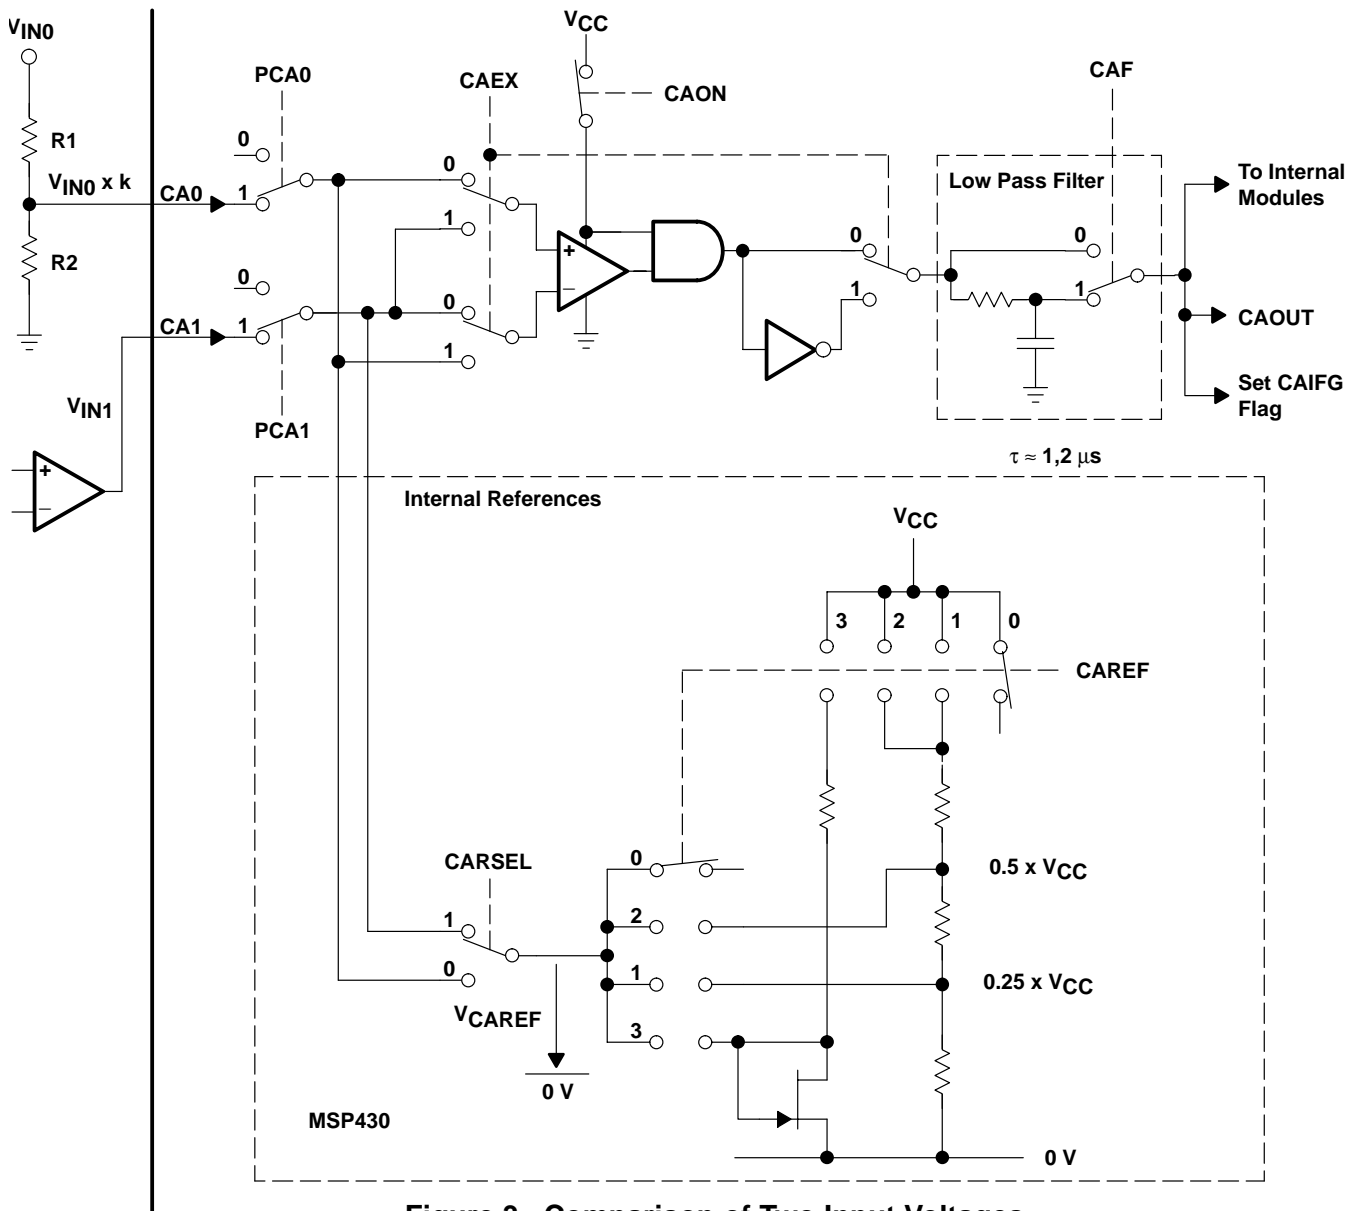 VIN0
VCC
PCA0
CAEX
CAON
CAF
R1
0
0
Low Pass Filter
To Internal
Modules
VIN0 x k
CA0
1
1
0
0
R2
0
CA1
1
0
1
1
CAOUT
1
VIN1
PCA1
Set CAIFG
Flag
+
–
+
–
τ ≈ 1,2 μs
Internal References
VCC
3
2
1
0
CAREF
CARSEL
0
0.5 x VCC
1
2
0
1
0.25 x VCC
VCAREF
3
0 V
MSP430
0 V